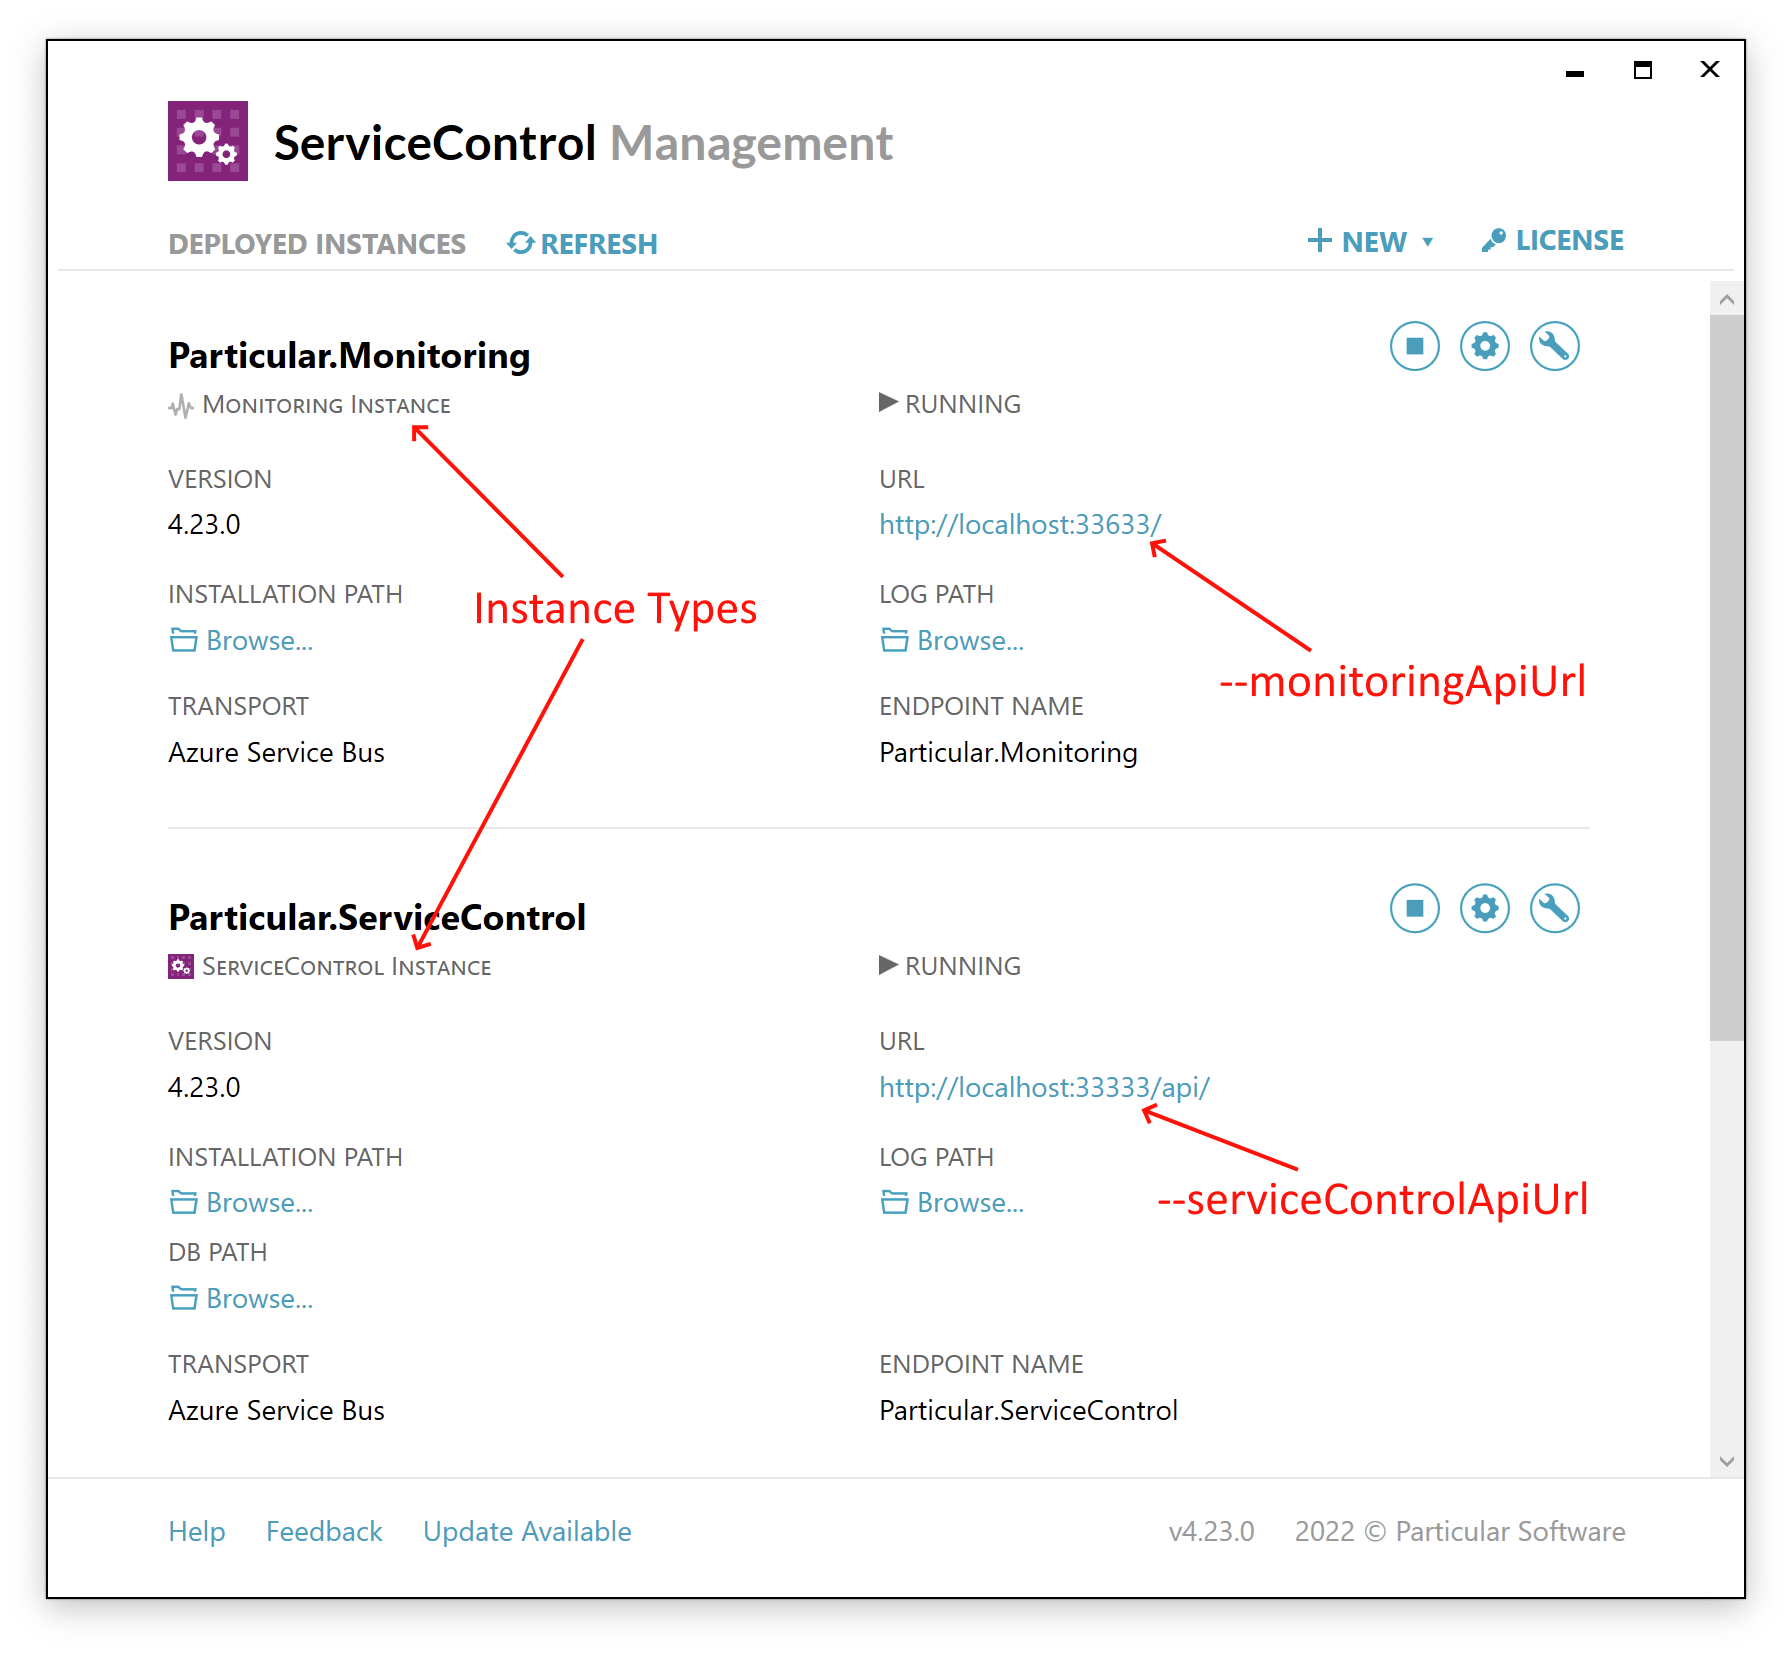 ServiceControl Management
DEPLOYED INSTANCES REFRESH + NEW LICENSE
Particular.Monitoring
Monitoring Instance RUNNING
VERSION URL
4.23.0 http://localhost:33633/
INSTALLATION PATH LOG PATH
Instance Types
Browse... Browse...
--monitoringApiUrl
TRANSPORT ENDPOINT NAME
Azure Service Bus Particular.Monitoring
Particular.ServiceControl
ServiceControl Instance RUNNING
VERSION URL
4.23.0 http://localhost:33333/api/
INSTALLATION PATH LOG PATH
Browse... Browse...
--serviceControlApiUrl
DB PATH
Browse...
TRANSPORT ENDPOINT NAME
Azure Service Bus Particular.ServiceControl
Help Feedback Update Available v4.23.0 2022 © Particular Software